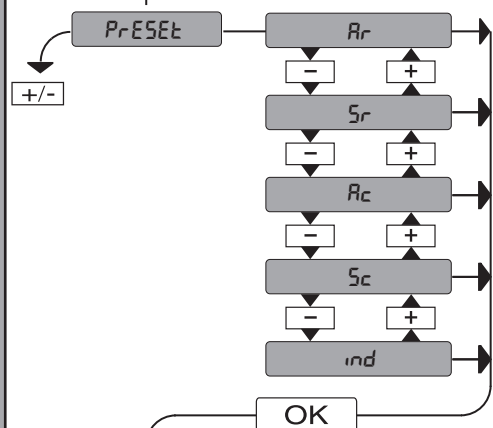 PrESEt Ar
- +
+/-
Sr
- +
Ac
- +
Sc
- +
ind
OK